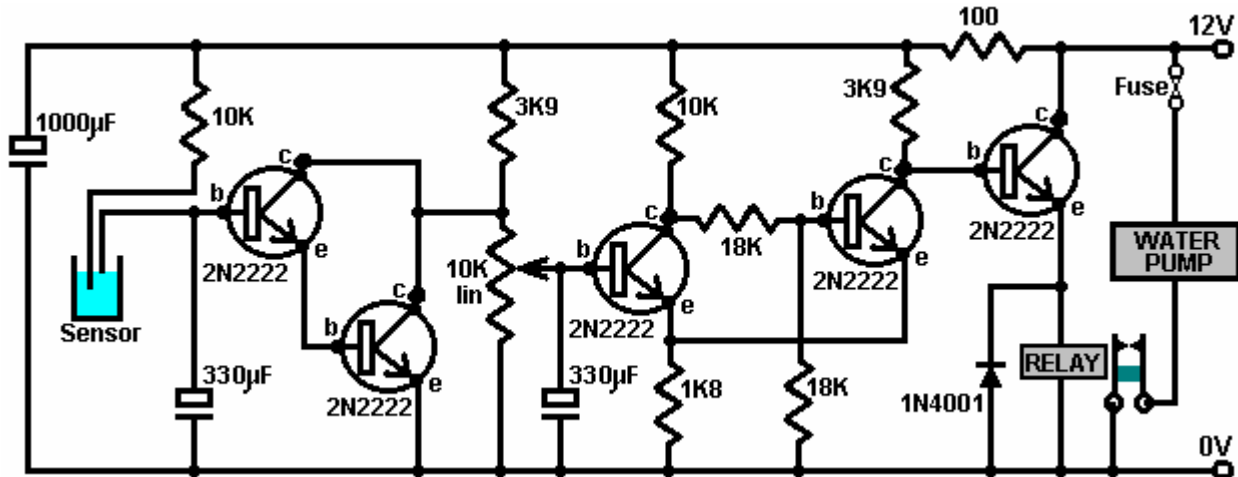 100
12V
1000µF
10K
3K9
10K
3K9
Fuse
c
c
c
b
b
c
b
e
2N2222
e
18K
2N2222
e
10K
lin
b
2N2222
e
WATER
PUMP
Sensor
c
b
2N2222
e
330µF
330µF
1K8
18K
1N4001
RELAY
e
2N2222
0V